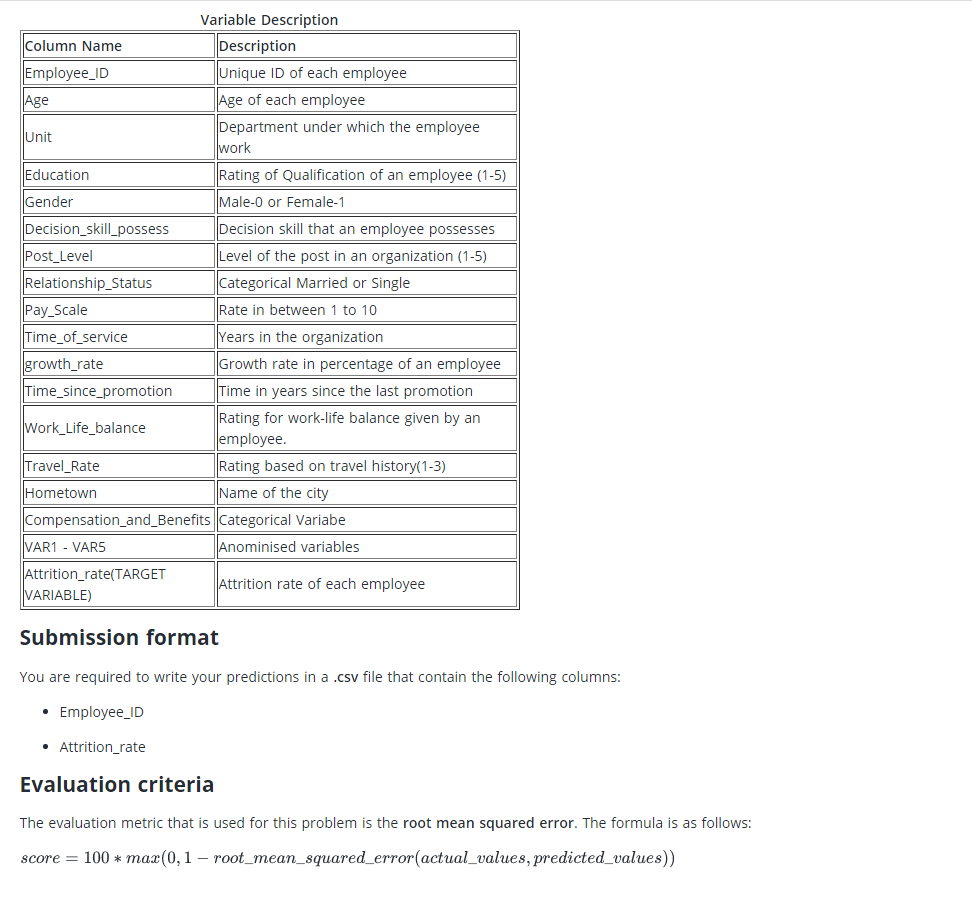 Variable Description
Column Name Description
Employee_ID Unique ID of each employee
Age Age of each employee
Unit Department under which the employee
work
Education Rating of Qualification of an employee (1-5)
Gender Male-0 or Female-1
Decision_skill_possess Decision skill that an employee possesses
Post_Level Level of the post in an organization (1-5)
Relationship_Status Categorical Married or Single
Pay_Scale Rate in between 1 to 10
Time_of_service Years in the organization
growth_rate Growth rate in percentage of an employee
Time_since_promotion Time in years since the last promotion
Work_Life_balance Rating for work-life balance given by an
employee.
Travel_Rate Rating based on travel history(1-3)
Hometown Name of the city
Compensation_and_Benefits Categorical Variabe
VAR1 - VAR5 Anominised variables
Attrition_rate(TARGET
VARIABLE) Attrition rate of each employee
Submission format
You are required to write your predictions in a .csv file that contain the following columns:
• Employee_ID
• Attrition_rate
Evaluation criteria
The evaluation metric that is used for this problem is the root mean squared error. The formula is as follows:
score = 100 * max(0, 1 − root_mean_squared_error(actual_values, predicted_values))